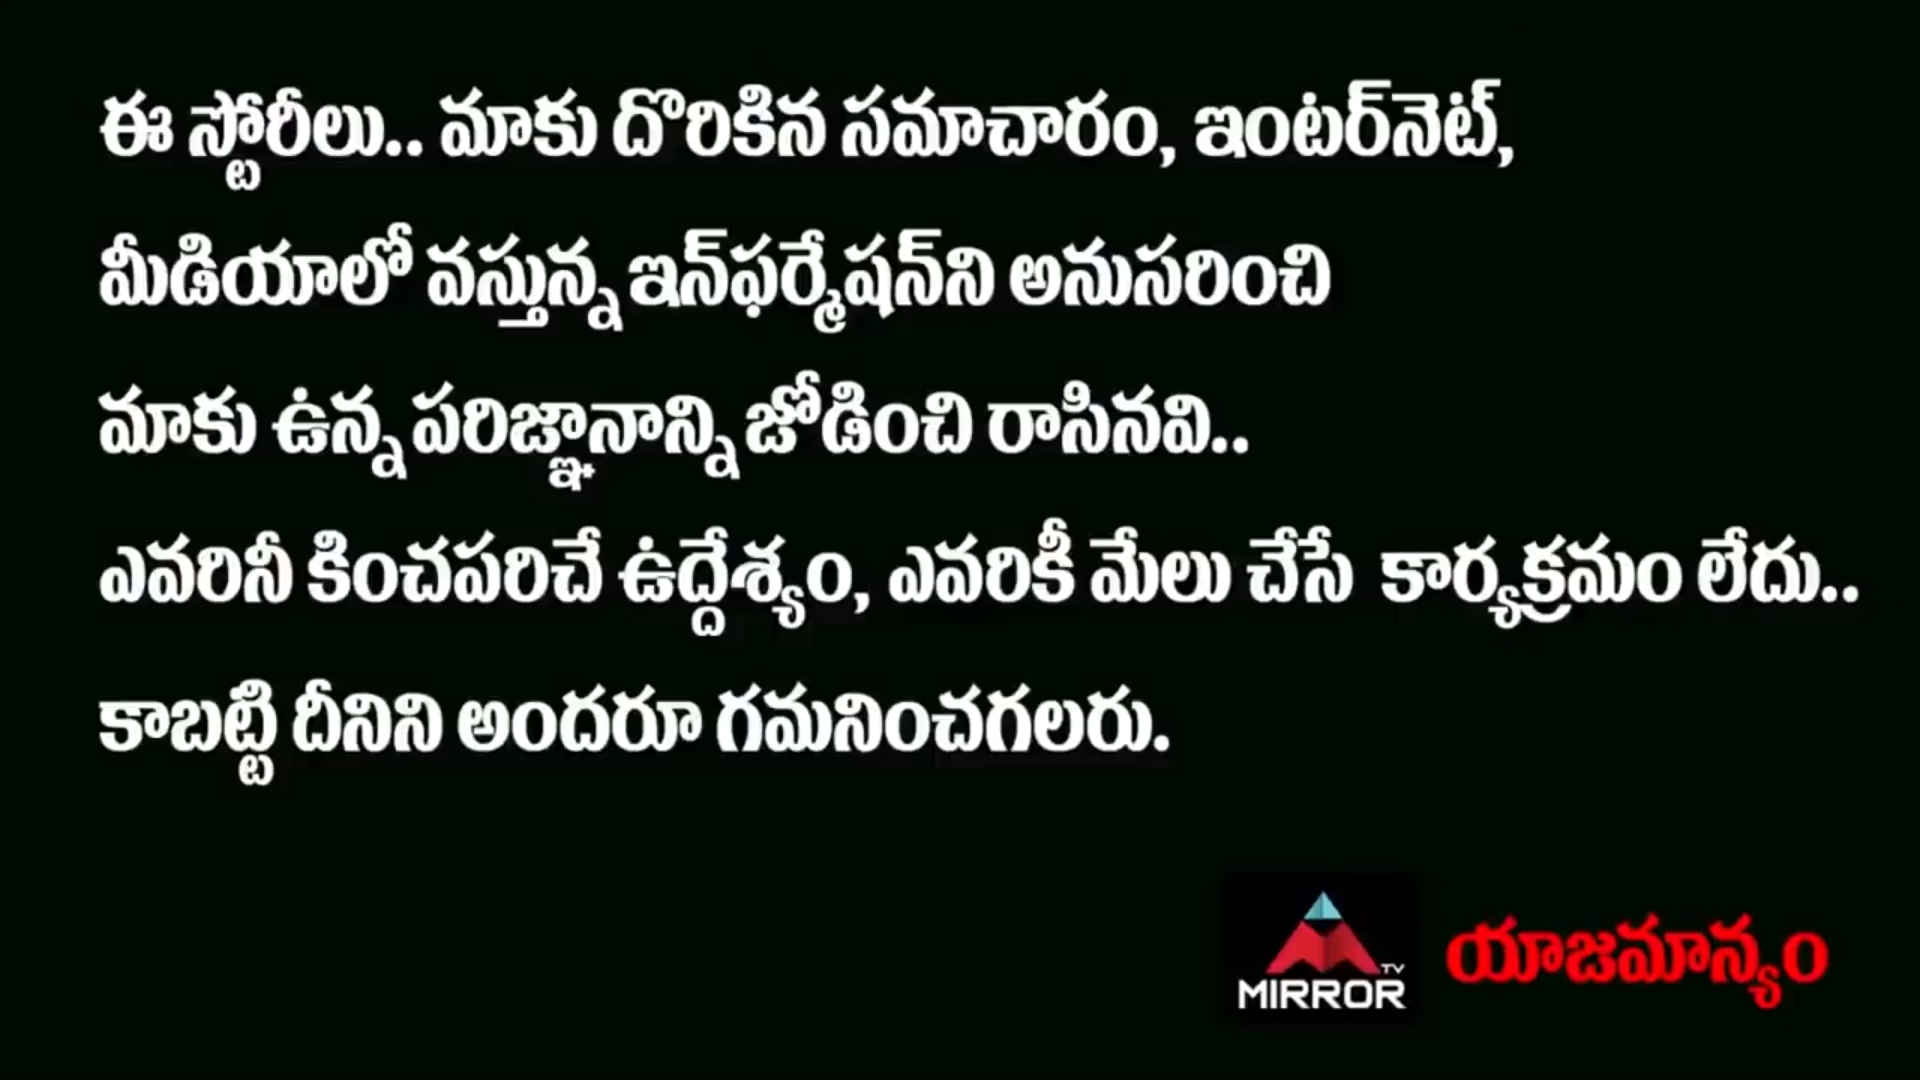 ఈ స్టోరీలు.. మాకు దొరికిన సమాచారం, ఇంటర్‌నెట్,
మీడియాలో వస్తున్న ఇన్‌ఫర్మేషన్‌ని అనుసరించి
మాకు ఉన్న పరిజ్ఞానాన్ని జోడించి రాసినవి..
ఎవరినీ కించపరిచే ఉద్దేశ్యం, ఎవరికీ మేలు చేసే కార్యక్రమం లేదు..
కాబట్టి దీనిని అందరూ గమనించగలరు.
TV
MIRROR
యాజమాన్యం